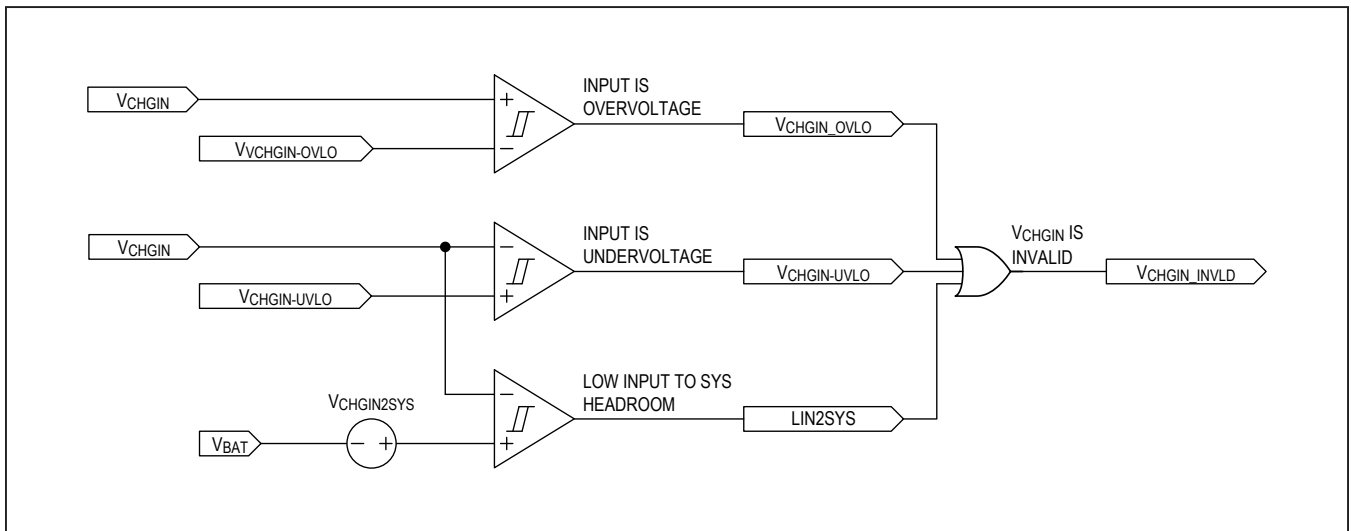 VCHGIN
+
INPUT IS
OVERVOLTAGE
VCHGIN_OVLO
VVCHGIN-OVLO
−
VCHGIN
−
INPUT IS
UNDERVOLTAGE
VCHGIN-UVLO
VCHGIN IS
INVALID
VCHGIN_INVLD
VCHGIN-UVLO
+
VCHGIN2SYS
−
LOW INPUT TO SYS
HEADROOM
LIN2SYS
VBAT
− +
+